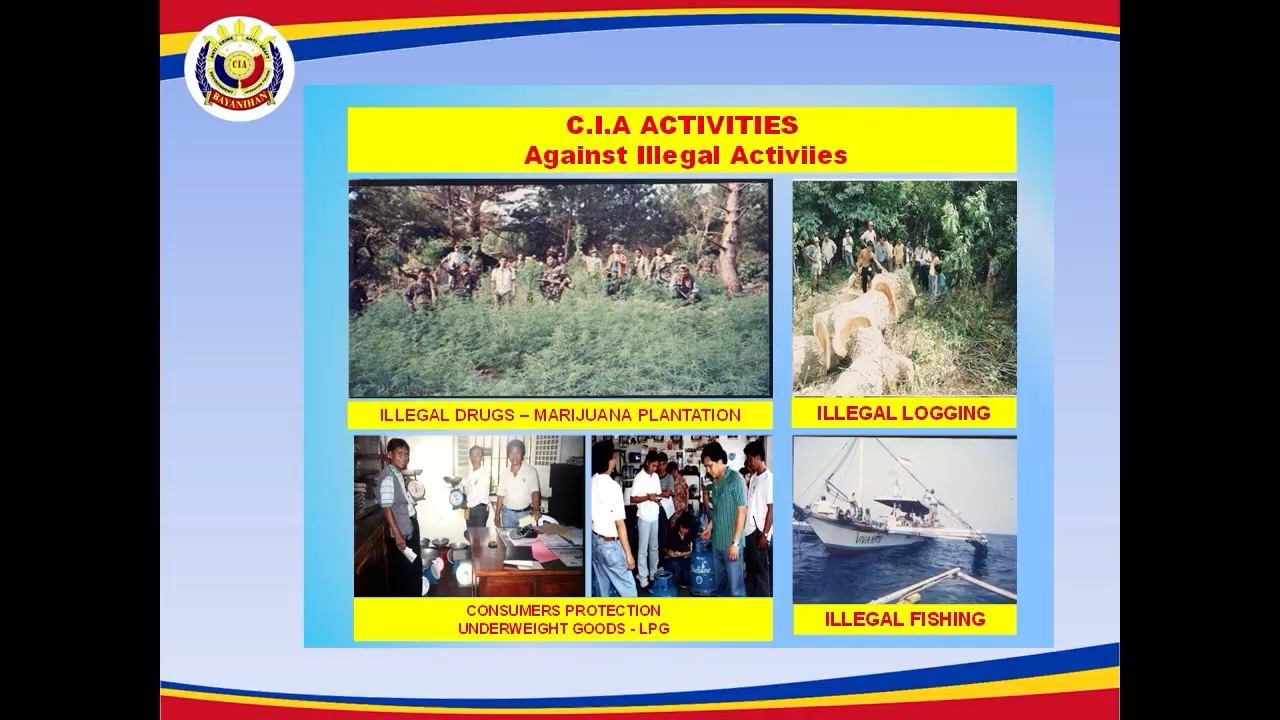 CIA
BAYANIHAN
C.I.A ACTIVITIES
Against Illegal Activiies
ILLEGAL DRUGS – MARIJUANA PLANTATION
ILLEGAL LOGGING
CONSUMERS PROTECTION
UNDERWEIGHT GOODS - LPG
ILLEGAL FISHING